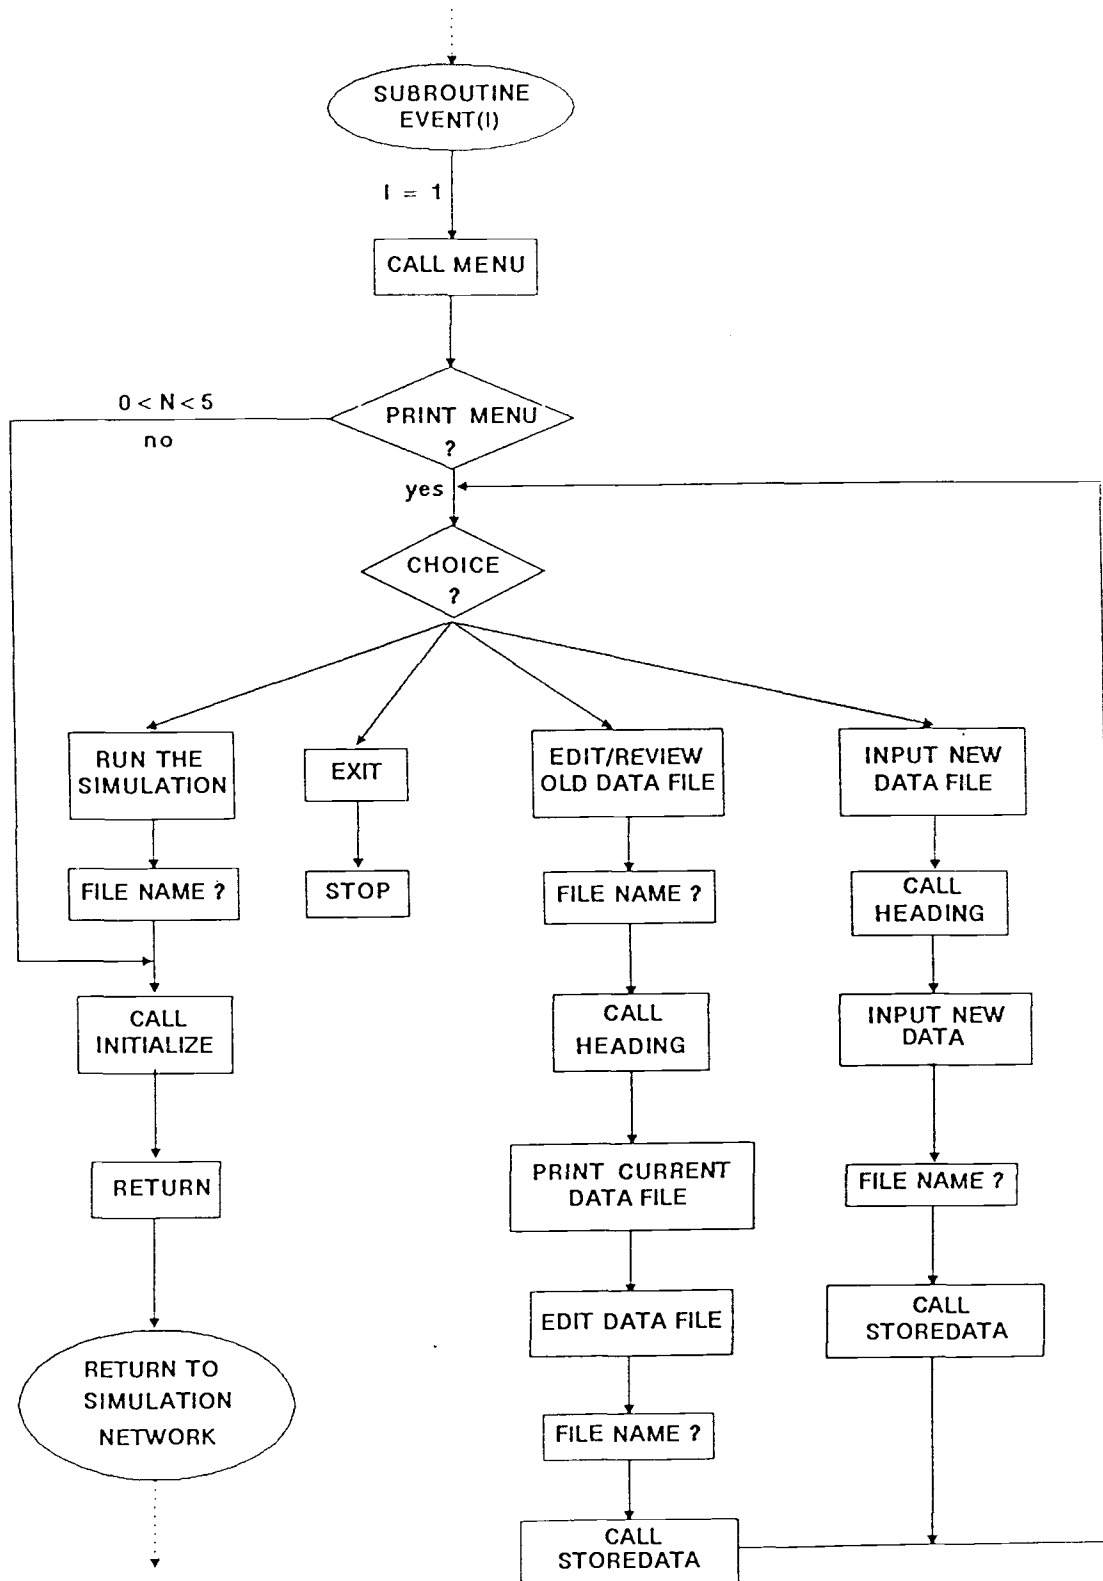 SUBROUTINE
EVENT(I)
I = 1
CALL MENU
0 < N < 5
no
PRINT MENU
?
yes
CHOICE
?
RUN THE
SIMULATION
FILE NAME ?
CALL
INITIALIZE
RETURN
RETURN TO
SIMULATION
NETWORK
EXIT
STOP
EDIT/REVIEW
OLD DATA FILE
FILE NAME ?
CALL
HEADING
PRINT CURRENT
DATA FILE
EDIT DATA FILE
FILE NAME ?
CALL
STOREDATA
INPUT NEW
DATA FILE
CALL
HEADING
INPUT NEW
DATA
FILE NAME ?
CALL
STOREDATA